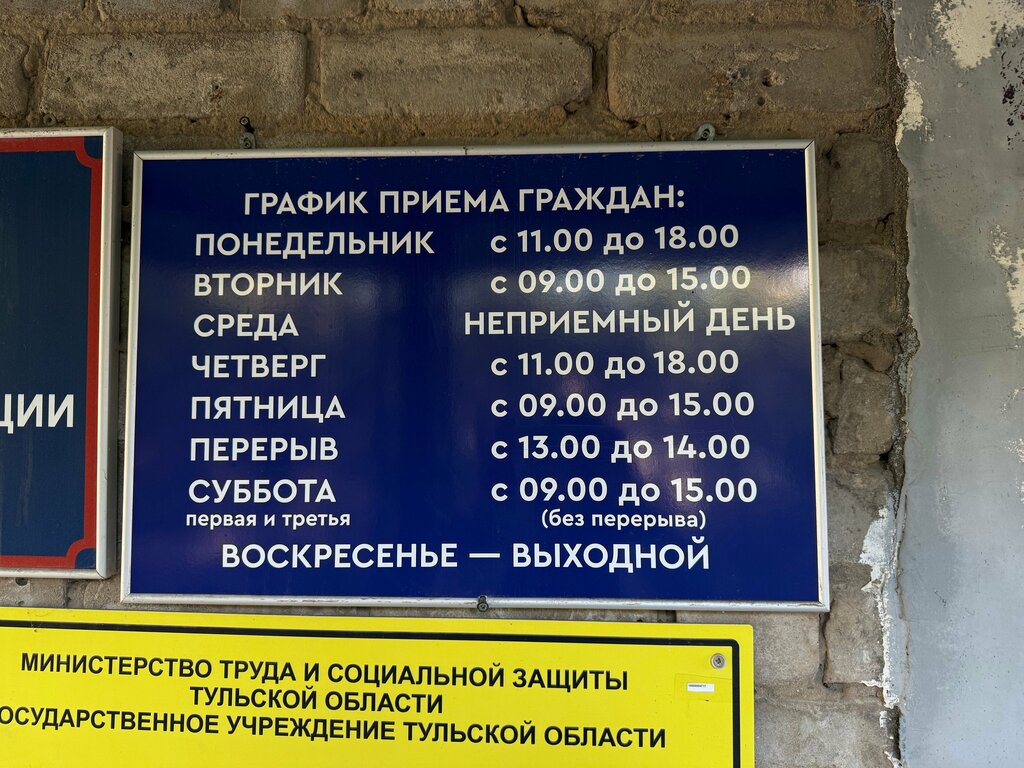 ГРАФИК ПРИЕМА ГРАЖДАН:
ПОНЕДЕЛЬНИК с 11.00 до 18.00
ВТОРНИК с 09.00 до 15.00
СРЕДА НЕПРИЕМНЫЙ ДЕНЬ
ЧЕТВЕРГ с 11.00 до 18.00
ПЯТНИЦА с 09.00 до 15.00
ПЕРЕРЫВ с 13.00 до 14.00
СУББОТА с 09.00 до 15.00
первая и третья (без перерыва)
ВОСКРЕСЕНЬЕ — ВЫХОДНОЙ
ЦИИ
МИНИСТЕРСТВО ТРУДА И СОЦИАЛЬНОЙ ЗАЩИТЫ
ТУЛЬСКОЙ ОБЛАСТИ
ОСУДАРСТВЕННОЕ УЧРЕЖДЕНИЕ ТУЛЬСКОЙ ОБЛАСТИ